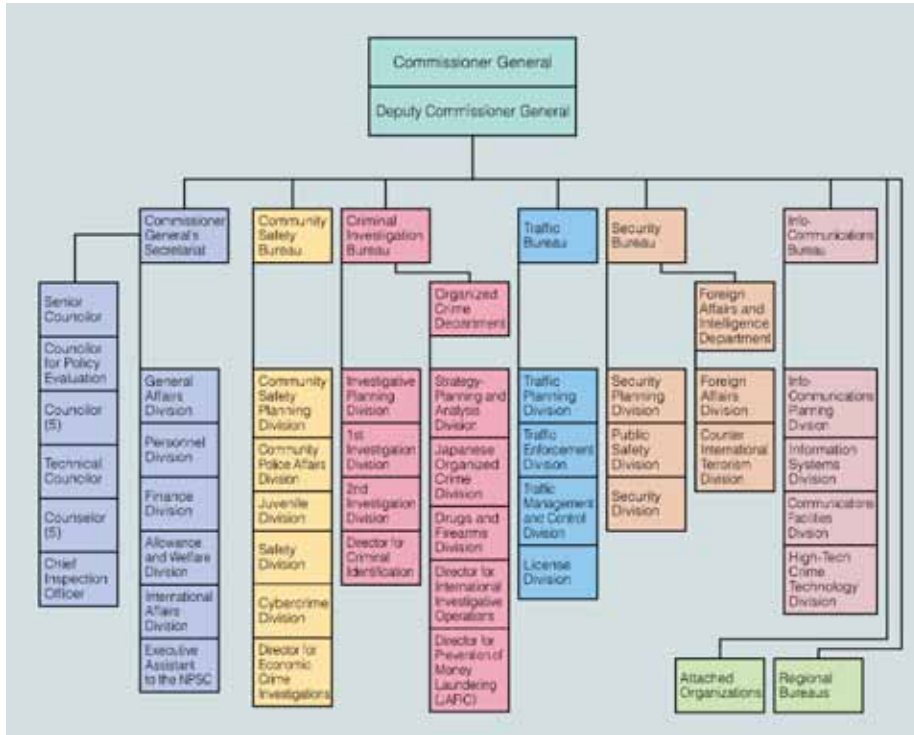 Commissioner General
Deputy Commissioner General
Commissioner
General's
Secretariat
Community
Safety
Bureau
Criminal
Investigation
Bureau
Traffic
Bureau
Security
Bureau
Info-
Communications
Bureau
Organized
Crime
Department
Foreign
Affairs and
Intelligence
Department
Senior
Councilor
Councilor
for Policy
Evaluation
Councilor
(5)
Technical
Councilor
Counselor
(5)
Chief
Inspection
Officer
General
Affairs
Division
Personnel
Division
Finance
Division
Allowance
and Welfare
Division
International
Affairs
Division
Executive
Assistant
to the NPSC
Community
Safety
Planning
Division
Community
Police Affairs
Division
Juvenile
Division
Safety
Division
Cybercrime
Division
Director for
Economic
Crime
Investigations
Investigative
Planning
Division
1st
Investigation
Division
2nd
Investigation
Division
Director for
Criminal
Identification
Strategy-
Planning and
Analysis
Division
Japanese
Organized
Crime
Division
Drugs and
Firearms
Division
Director for
International
Investigative
Operations
Director for
Prevention of
Money
Laundering
(JAFIC)
Traffic
Planning
Division
Traffic
Enforcement
Division
Traffic
Management
and Control
Division
License
Division
Security
Planning
Division
Public
Safety
Division
Security
Division
Foreign
Affairs
Division
Counter
International
Terrorism
Division
Info-
Communications
Planning
Division
Information
Systems
Division
Communications
Facilities
Division
High-Tech
Crime
Technology
Division
Attached
Organizations
Regional
Bureaus